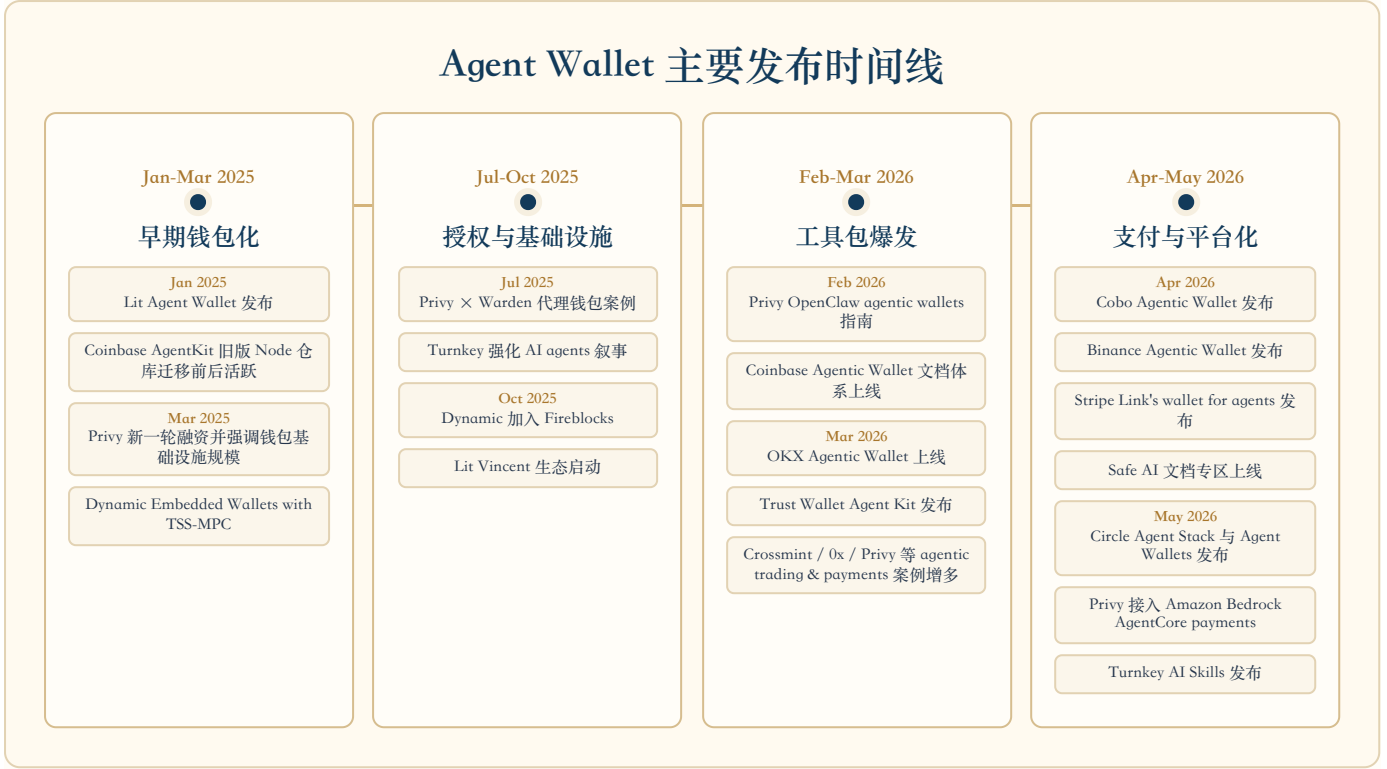 Agent Wallet 主要发布时间线
Jan-Mar 2025
早期钱包化
Jan 2025
Lit Agent Wallet 发布
Coinbase AgentKit 旧版 Node 仓
库迁移前后活跃
Mar 2025
Privy 新一轮融资并强调钱包基
础设施规模
Dynamic Embedded Wallets with
TSS-MPC
Jul-Oct 2025
授权与基础设施
Jul 2025
Privy × Warden 代理钱包案例
Turnkey 强化 AI agents 叙事
Oct 2025
Dynamic 加入 Fireblocks
Lit Vincent 生态启动
Feb-Mar 2026
工具包爆发
Feb 2026
Privy OpenClaw agentic wallets
指南
Coinbase Agentic Wallet 文档体
系上线
Mar 2026
OKX Agentic Wallet 上线
Trust Wallet Agent Kit 发布
Crossmint / 0x / Privy 等 agentic
trading & payments 案例增多
Apr-May 2026
支付与平台化
Apr 2026
Cobo Agentic Wallet 发布
Binance Agentic Wallet 发布
Stripe Link's wallet for agents 发
布
Safe AI 文档专区上线
May 2026
Circle Agent Stack 与 Agent
Wallets 发布
Privy 接入 Amazon Bedrock
AgentCore payments
Turnkey AI Skills 发布